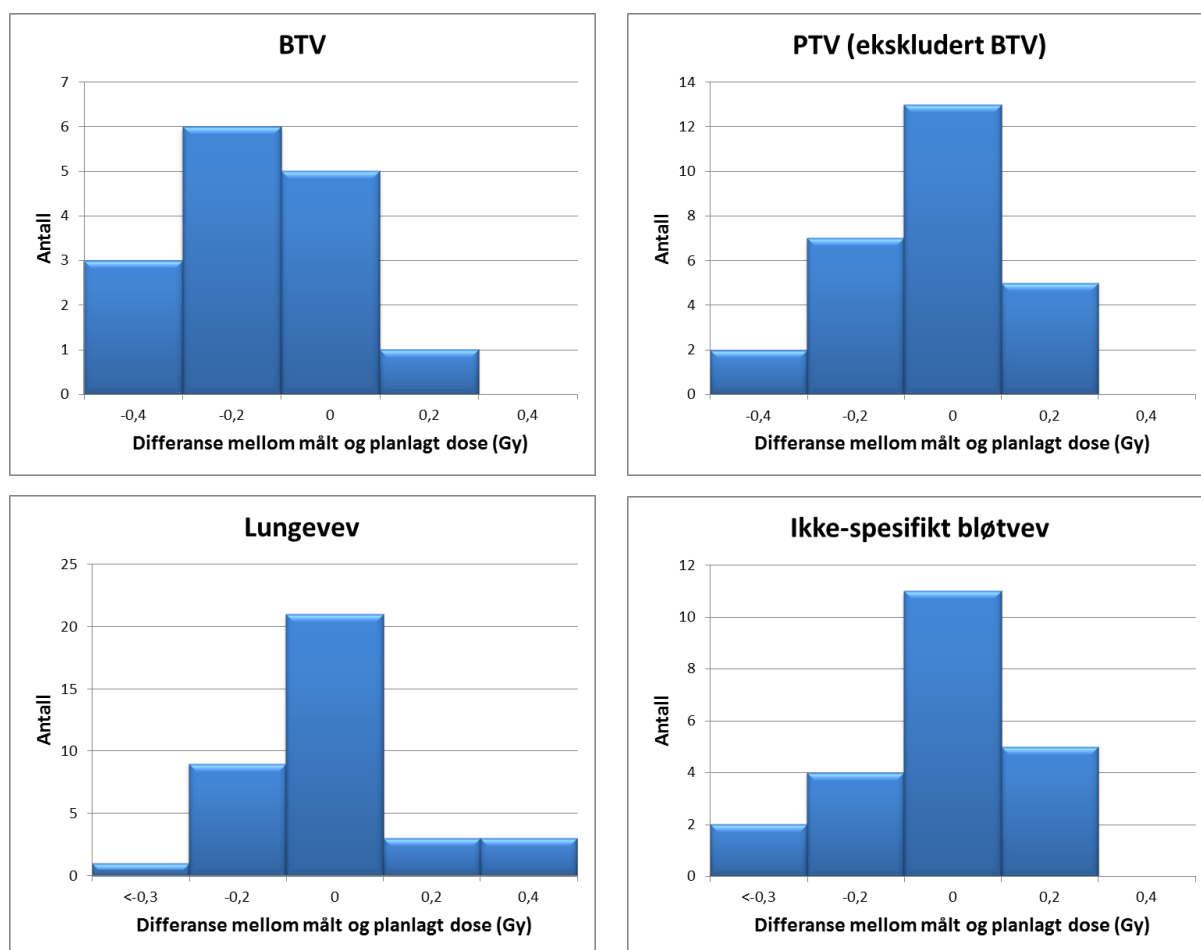 BTV
7
6
5
4
3
2
1
0
Antall
-0,4 -0,2 0 0,2 0,4
Differanse mellom målt og planlagt dose (Gy)
PTV (ekskludert BTV)
14
12
10
8
6
4
2
0
Antall
-0,4 -0,2 0 0,2 0,4
Differanse mellom målt og planlagt dose (Gy)
Lungevev
25
20
15
10
5
0
Antall
<-0,3 -0,2 0 0,2 0,4
Differanse mellom målt og planlagt dose (Gy)
Ikke-spesifikt bløtvev
12
10
8
6
4
2
0
Antall
<-0,3 -0,2 0 0,2 0,4
Differanse mellom målt og planlagt dose (Gy)